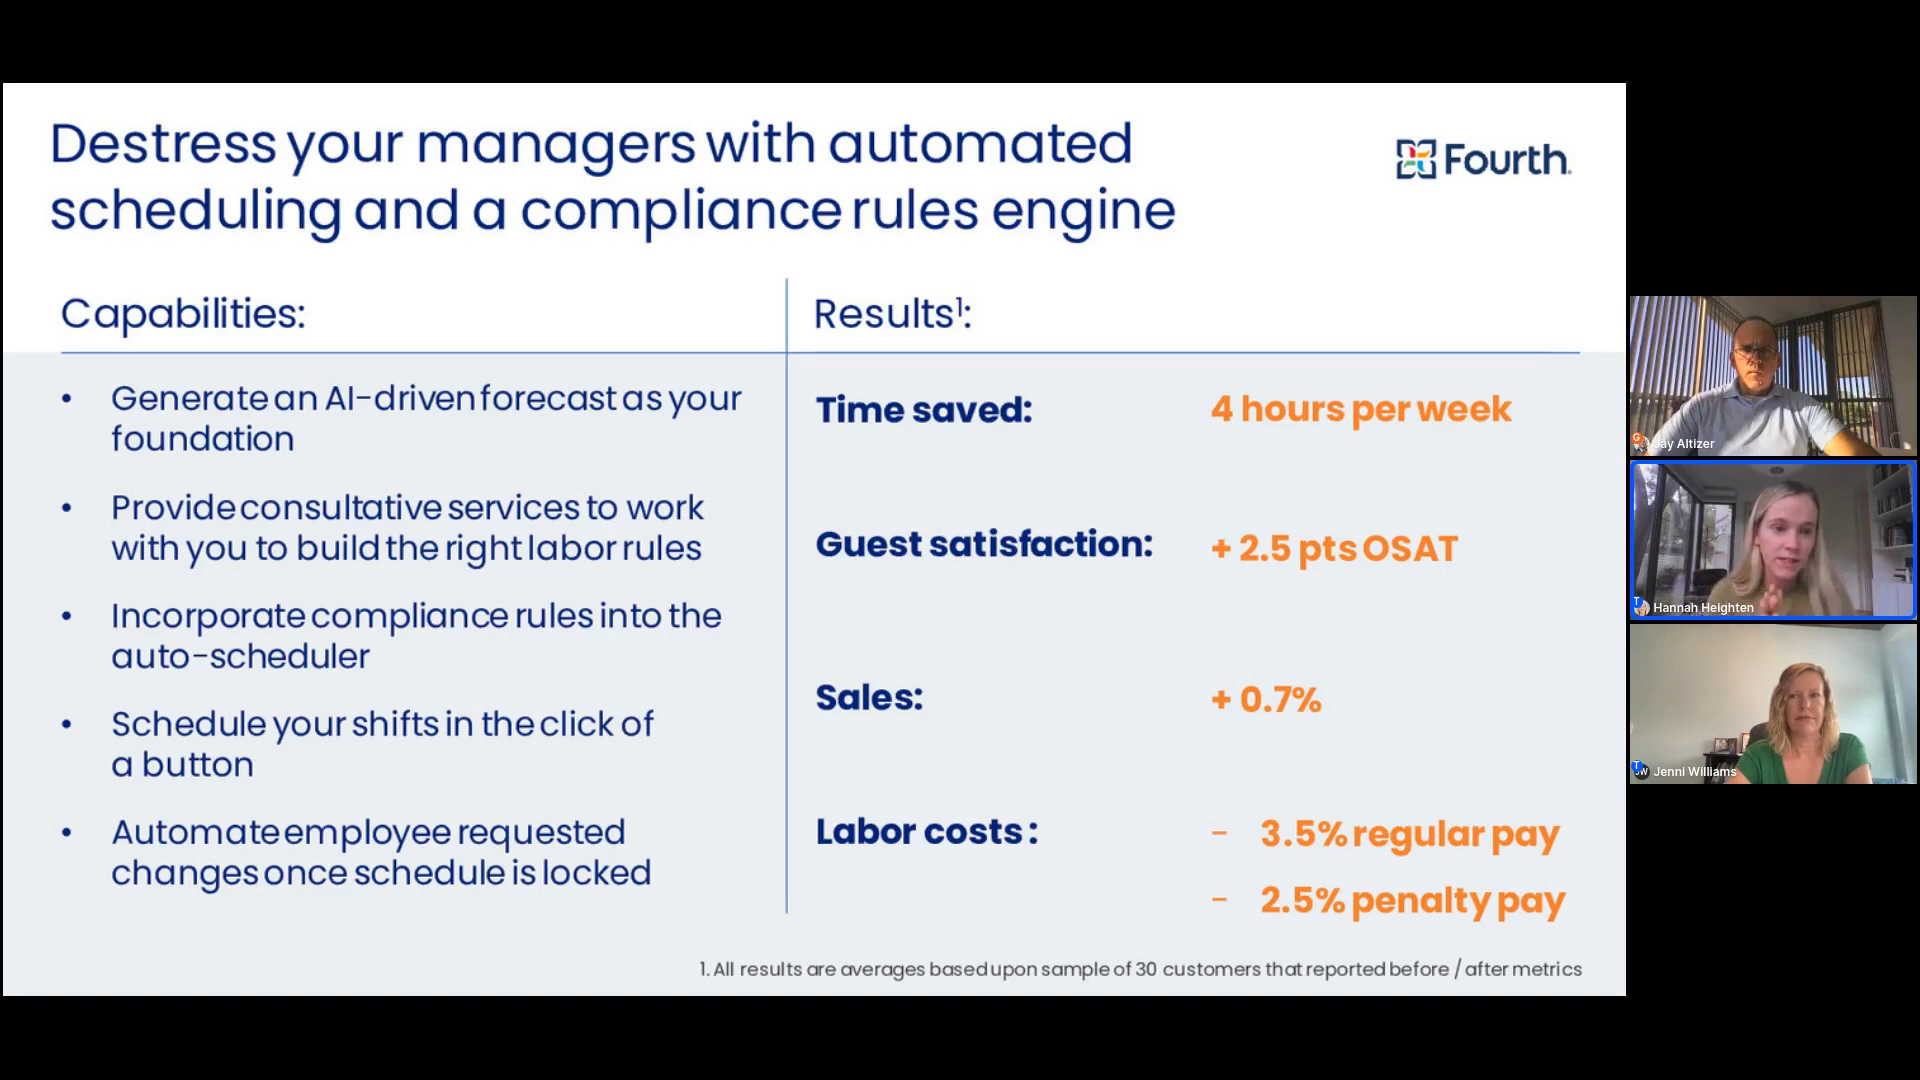 Destress your managers with automated
scheduling and a compliance rules engine
Fourth®
Capabilities:
• Generate an AI-driven forecast as your
foundation
• Provide consultative services to work
with you to build the right labor rules
• Incorporate compliance rules into the
auto-scheduler
• Schedule your shifts in the click of
a button
• Automate employee requested
changes once schedule is locked
Results¹:
Time saved: 4 hours per week
Guest satisfaction: + 2.5 pts OSAT
Sales: + 0.7%
Labor costs: - 3.5% regular pay
- 2.5% penalty pay
1. All results are averages based upon sample of 30 customers that reported before / after metrics
Jay Altizer
Hannah Heighten
Jenni Williams